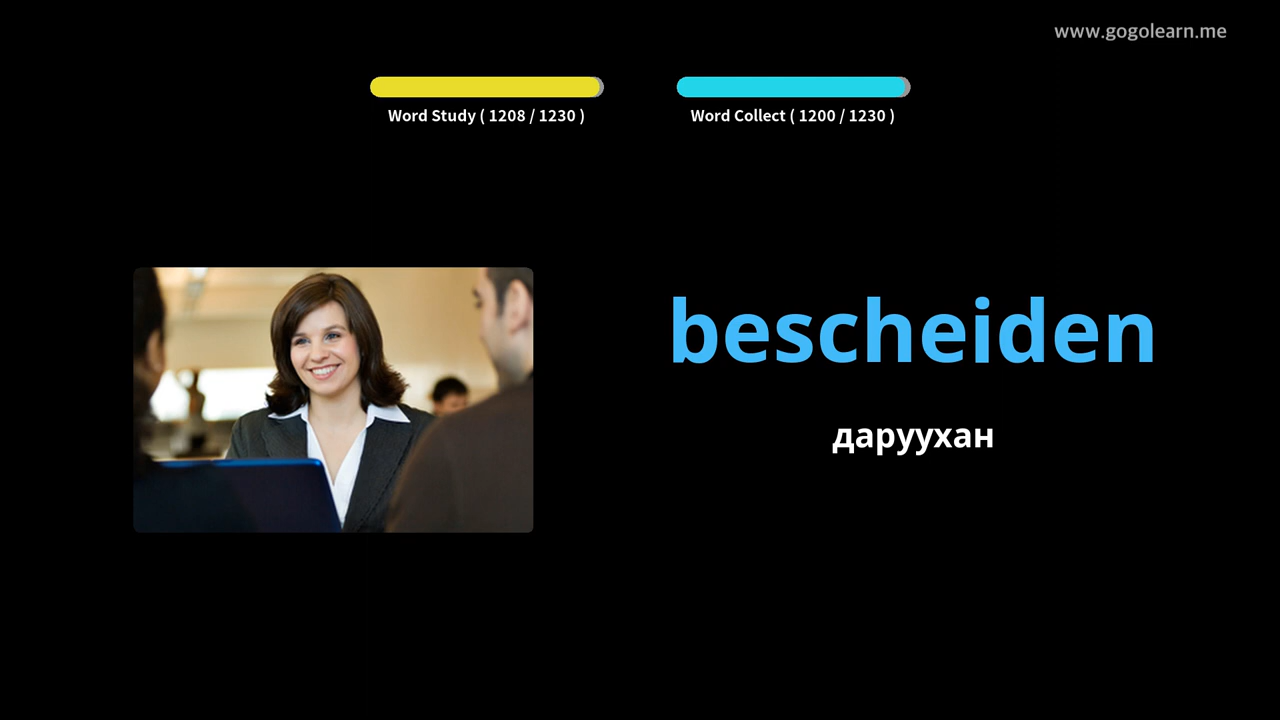 www.gogolearn.me
Word Study ( 1208 / 1230 )
Word Collect ( 1200 / 1230 )
bescheiden
даруухан